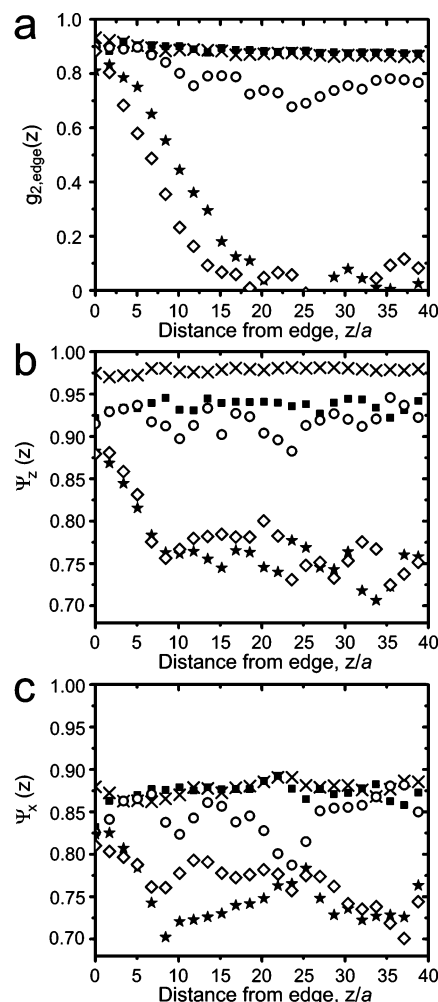 a
g2,edge(z)
1.0
0.8
0.6
0.4
0.2
0
0 5 10 15 20 25 30 35 40
Distance from edge, z/a
b
Ψz (z)
1.00
0.95
0.90
0.85
0.80
0.75
0.70
0 5 10 15 20 25 30 35 40
Distance from edge, z/a
c
Ψx (z)
1.00
0.95
0.90
0.85
0.80
0.75
0.70
0 5 10 15 20 25 30 35 40
Distance from edge, z/a